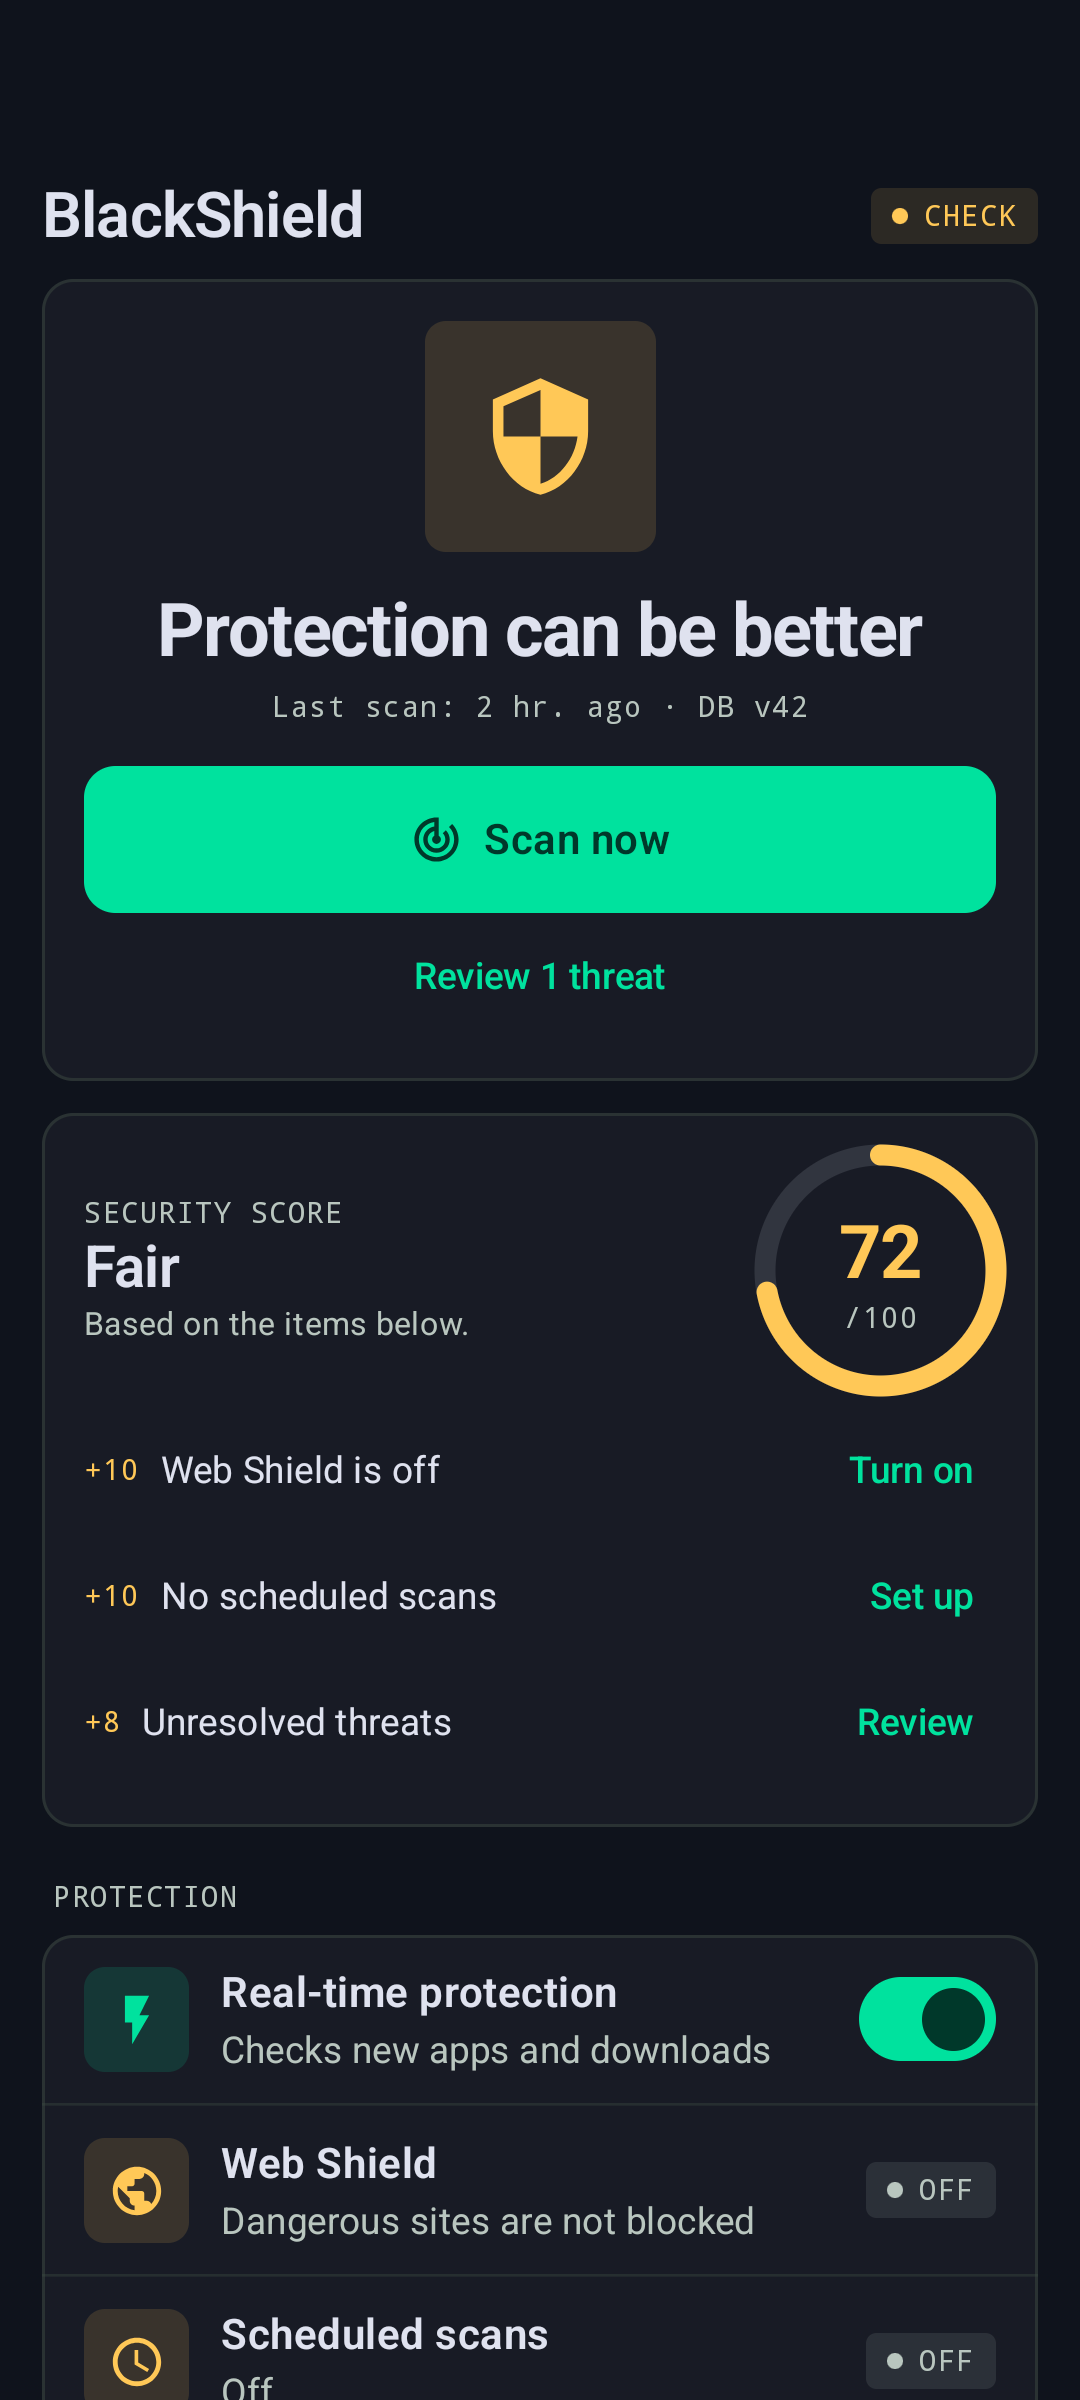 BlackShield
CHECK
Protection can be better
Last scan: 2 hr. ago · DB v42
Scan now
Review 1 threat
SECURITY SCORE
Fair
Based on the items below.
72
/100
+10 Web Shield is off Turn on
+10 No scheduled scans Set up
+8 Unresolved threats Review
PROTECTION
Real-time protection
Checks new apps and downloads
Web Shield
Dangerous sites are not blocked
OFF
Scheduled scans
Off
OFF